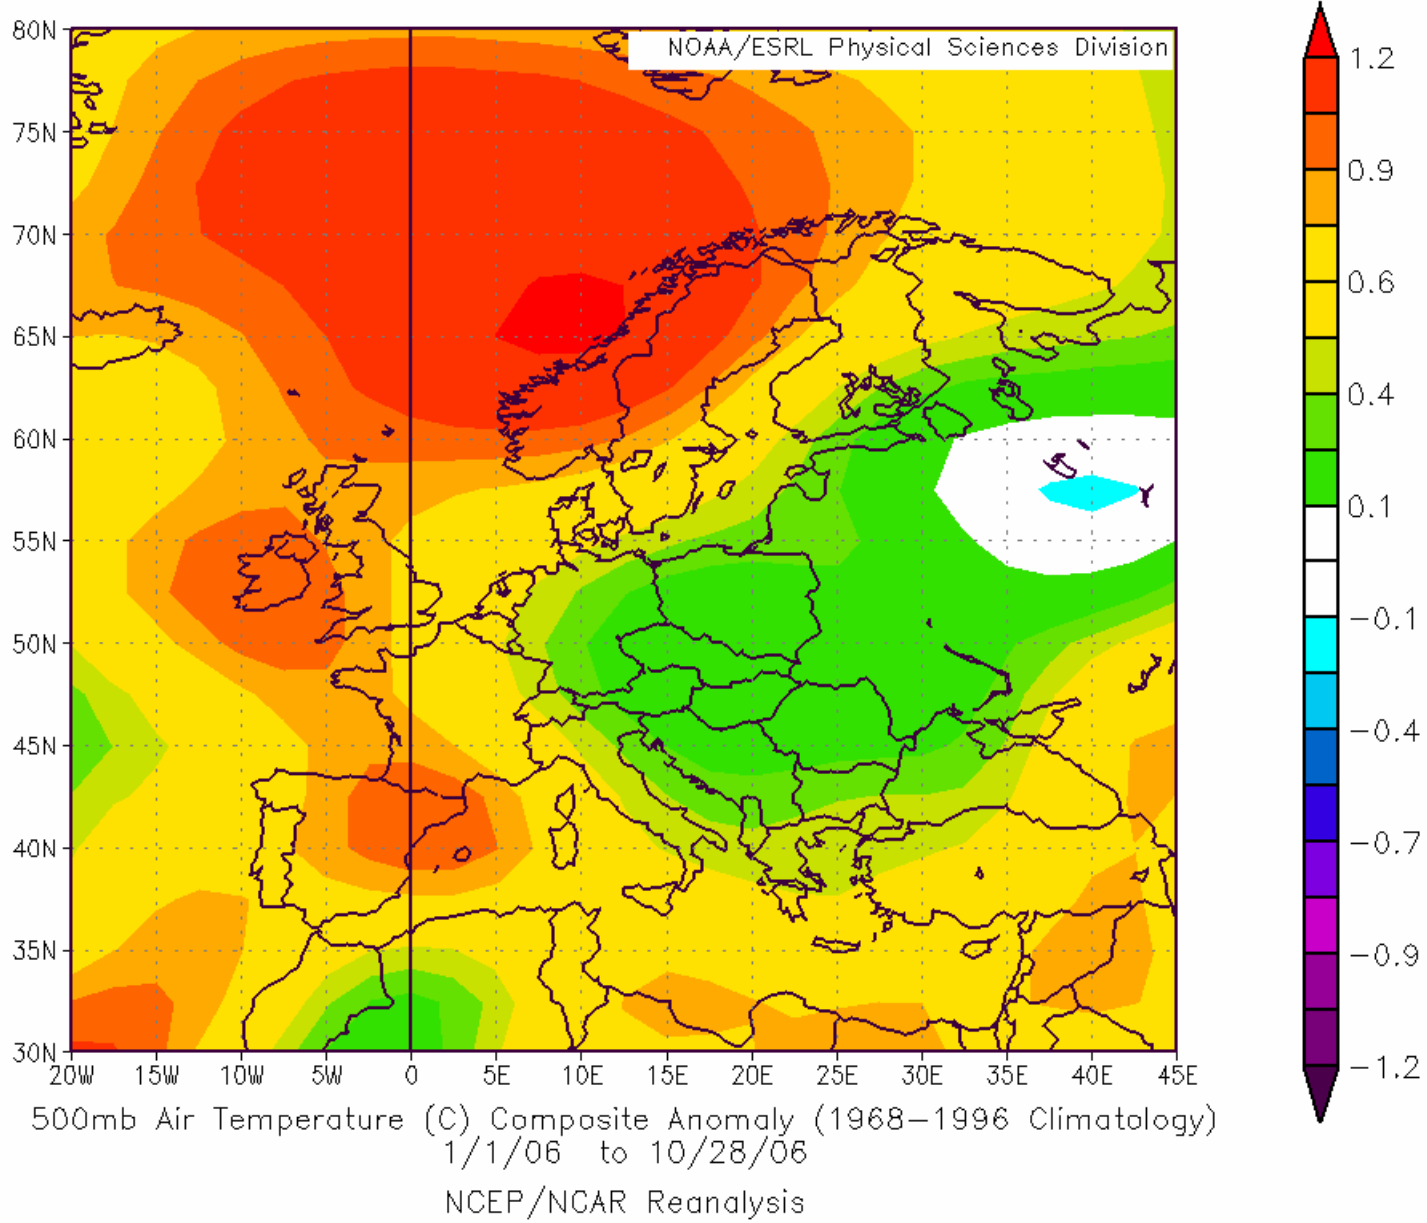 80N
NOAA/ESRL Physical Sciences Division
1.2
75N
0.9
70N
0.6
65N
0.4
60N
0.1
55N
−0.1
50N
−0.4
45N
−0.7
40N
−0.9
35N
−1.2
30N
20W 15W 10W 5W 0 5E 10E 15E 20E 25E 30E 35E 40E 45E
500mb Air Temperature (C) Composite Anomaly (1968−1996 Climatology)
1/1/06 to 10/28/06
NCEP/NCAR Reanalysis